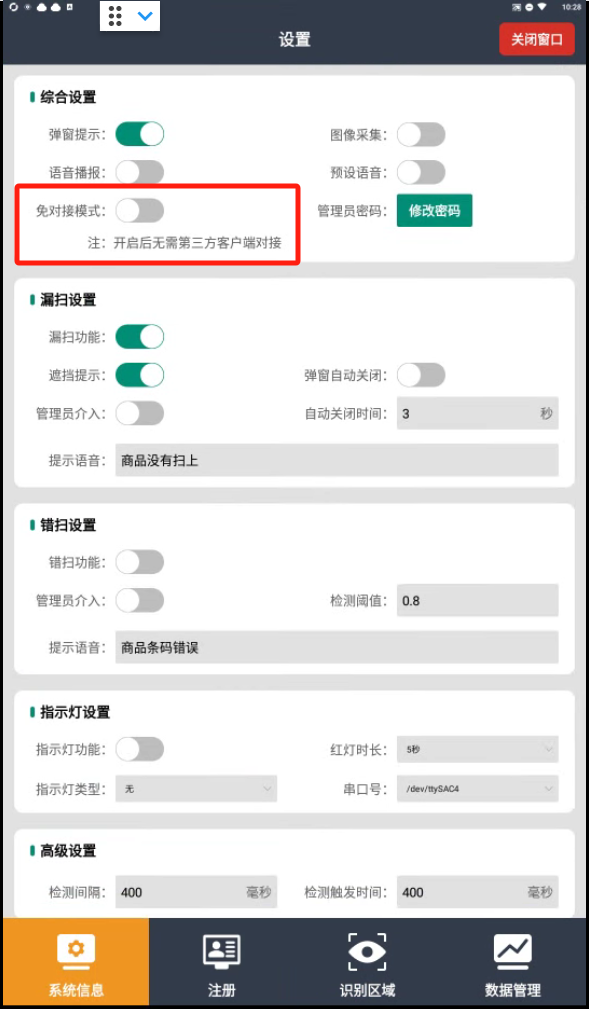 10:28
设置
关闭窗口
综合设置
弹窗提示：
图像采集：
语音播报：
预设语音：
免对接模式：
管理员密码：
修改密码
注：开启后无需第三方客户端对接
漏扫设置
漏扫功能：
遮挡提示：
弹窗自动关闭：
管理员介入：
自动关闭时间：
3
秒
提示语音：
商品没有扫上
错扫设置
错扫功能：
管理员介入：
检测阈值：
0.8
提示语音：
商品条码错误
指示灯设置
指示灯功能：
红灯时长：
5秒
指示灯类型：
无
串口号：
/dev/ttySAC4
高级设置
检测间隔：
400
毫秒
检测触发时间：
400
毫秒
系统信息
注册
识别区域
数据管理